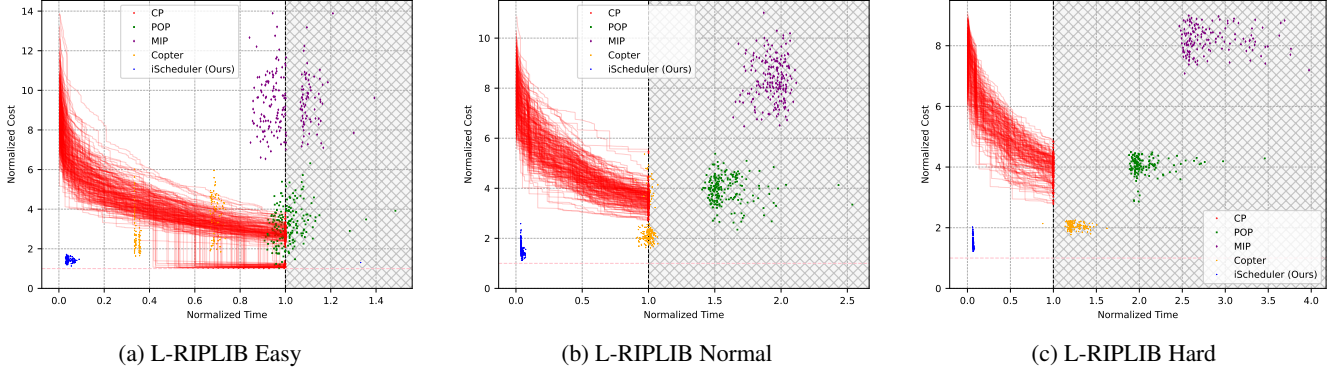 14
12
10
8
6
4
2
0
Normalized Cost
0.0 0.2 0.4 0.6 0.8 1.0 1.2 1.4
Normalized Time
CP
POP
MIP
Copter
iScheduler (Ours)
(a) L-RIPLIB Easy
10
8
6
4
2
0
Normalized Cost
0.0 0.5 1.0 1.5 2.0 2.5
Normalized Time
CP
POP
MIP
Copter
iScheduler (Ours)
(b) L-RIPLIB Normal
8
6
4
2
0
Normalized Cost
0.0 0.5 1.0 1.5 2.0 2.5 3.0 3.5 4.0
Normalized Time
CP
POP
MIP
Copter
iScheduler (Ours)
(c) L-RIPLIB Hard